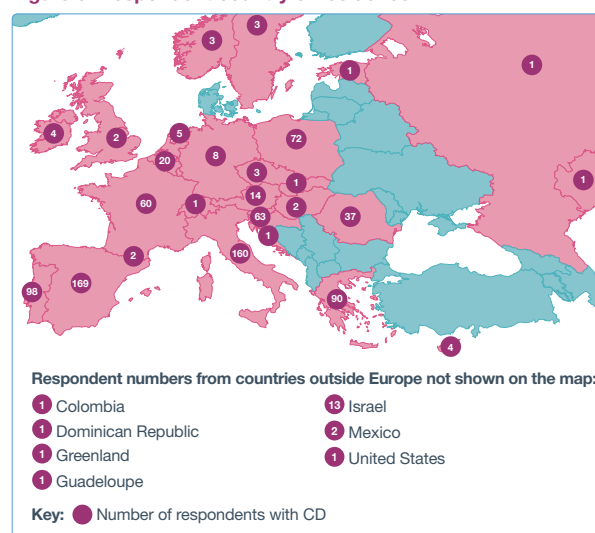 3
3
1
1
4
2
5
72
20
8
3
1
1
14
60
1
2
63
37
1
2
160
98
169
90
4
Respondent numbers from countries outside Europe not shown on the map:
1 Colombia
1 Dominican Republic
1 Greenland
1 Guadeloupe
13 Israel
2 Mexico
1 United States
Key: Number of respondents with CD